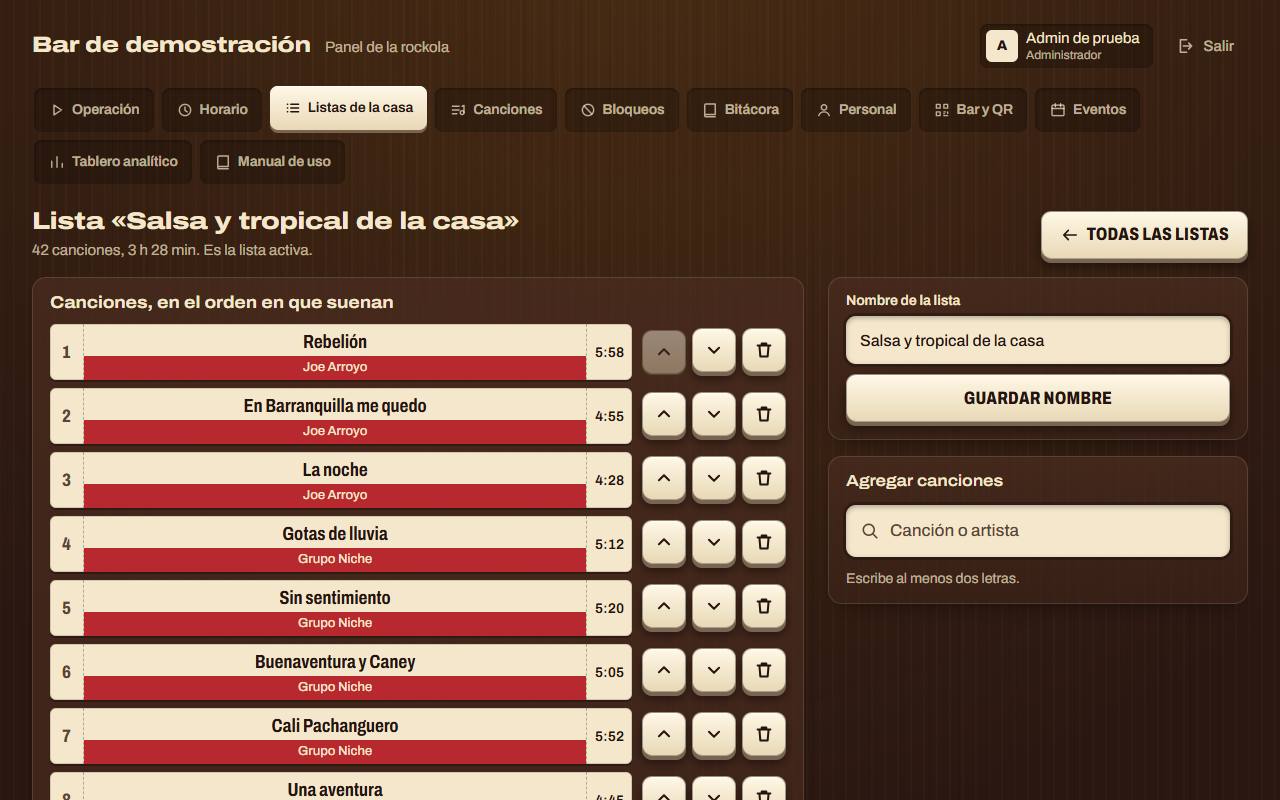 Bar de demostración Panel de la rockola
A Admin de prueba
Administrador
Salir
Operación Horario Listas de la casa Canciones Bloqueos Bitácora Personal Bar y QR Eventos
Tablero analítico Manual de uso
Lista «Salsa y tropical de la casa»
42 canciones, 3 h 28 min. Es la lista activa.
TODAS LAS LISTAS
Canciones, en el orden en que suenan
1 Rebelión 5:58
Joe Arroyo
2 En Barranquilla me quedo 4:55
Joe Arroyo
3 La noche 4:28
Joe Arroyo
4 Gotas de lluvia 5:12
Grupo Niche
5 Sin sentimiento 5:20
Grupo Niche
6 Buenaventura y Caney 5:05
Grupo Niche
7 Cali Pachanguero 5:52
Grupo Niche
8 Una aventura 4:45
Nombre de la lista
Salsa y tropical de la casa
GUARDAR NOMBRE
Agregar canciones
Canción o artista
Escribe al menos dos letras.